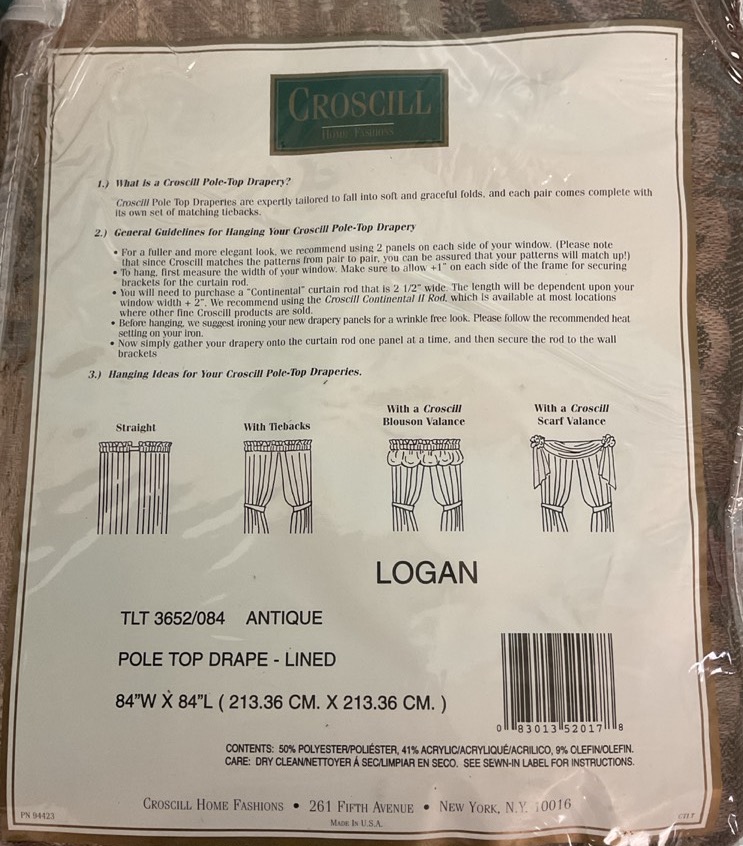 CROSCILL
HOME FASHIONS
1.) What is a Croscill Pole-Top Drapery?
Croscill Pole Top Draperies are expertly tailored to fall into soft and graceful folds, and each pair comes complete with
its own set of matching tiebacks.
2.) General Guidelines for Hanging Your Croscill Pole-Top Drapery
• For a fuller and more elegant look, we recommend using 2 panels on each side of your window. (Please note
that since Croscill matches the patterns from pair to pair, you can be assured that your patterns will match up!)
• To hang, first measure the width of your window. Make sure to allow +1" on each side of the frame for securing
brackets for the curtain rod.
• You will need to purchase a "Continental" curtain rod that is 2 1/2" wide. The length will be dependent upon your
window width + 2". We recommend using the Croscill Continental II Rod, which is available at most locations
where other fine Croscill products are sold.
• Before hanging, we suggest ironing your new drapery panels for a wrinkle free look. Please follow the recommended heat
setting on your iron.
• Now simply gather your drapery onto the curtain rod one panel at a time, and then secure the rod to the wall
brackets
3.) Hanging Ideas for Your Croscill Pole-Top Draperies.
Straight
With Tiebacks
With a Croscill
Blouson Valance
With a Croscill
Scarf Valance
LOGAN
TLT 3652/084 ANTIQUE
POLE TOP DRAPE - LINED
84"W X 84"L ( 213.36 CM. X 213.36 CM. )
0 83013 52017 8
CONTENTS: 50% POLYESTER/POLIÉSTER, 41% ACRYLIC/ACRYLIQUÉ/ACRILICO, 9% OLEFIN/OLEFIN.
CARE: DRY CLEAN/NETTOYER Á SEC/LIMPIAR EN SECO. SEE SEWN-IN LABEL FOR INSTRUCTIONS.
CROSCILL HOME FASHIONS • 261 FIFTH AVENUE • NEW YORK, N.Y. 10016
MADE IN U.S.A.
PN 94423